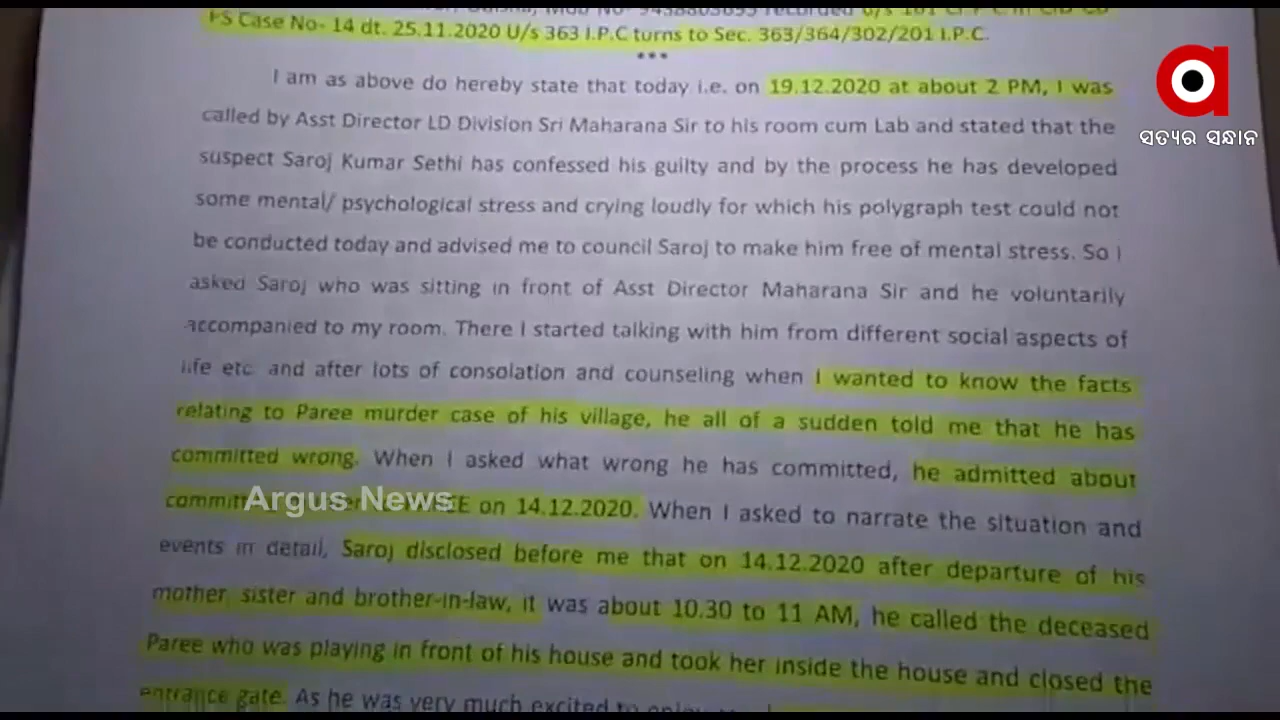 PS Case No- 14 dt. 25.11.2020 U/s 363 I.P.C turns to Sec. 363/364/302/201 I.P.C.
***
I am as above do hereby state that today i.e. on 19.12.2020 at about 2 PM, I was
called by Asst Director LD Division Sri Maharana Sir to his room cum Lab and stated that the
suspect Saroj Kumar Sethi has confessed his guilty and by the process he has developed
some mental/ psychological stress and crying loudly for which his polygraph test could not
be conducted today and advised me to council Saroj to make him free of mental stress. So I
asked Saroj who was sitting in front of Asst Director Maharana Sir and he voluntarily
accompanied to my room. There I started talking with him from different social aspects of
life etc and after lots of consolation and counseling when I wanted to know the facts
relating to Paree murder case of his village, he all of a sudden told me that he has
committed wrong. When I asked what wrong he has committed, he admitted about
on 14.12.2020. When I asked to narrate the situation and
events in detail, Saroj disclosed before me that on 14.12.2020 after departure of his
mother, sister and brother-in-law, it was about 10.30 to 11 AM, he called the deceased
Paree who was playing in front of his house and took her inside the house and closed the
entrance gate. As he was very much excited to enjoy
Argus News
ସତ୍ୟର ସନ୍ଧାନ